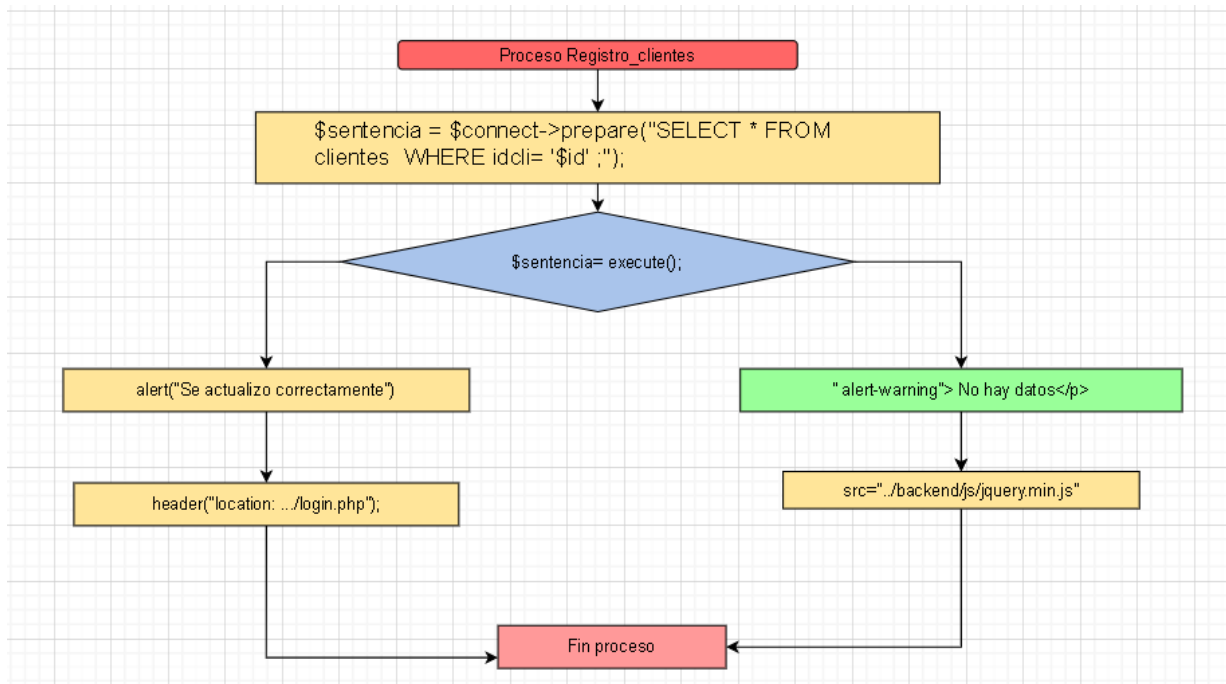 Proceso Registro_clientes
$sentencia = $connect->prepare("SELECT * FROM
clientes  WHERE idcli= '$id' ;");
$sentencia= execute();
alert("Se actualizo correctamente")
" alert-warning"> No hay datos</p>
header("location: .../login.php");
src="../backend/js/jquery.min.js"
Fin proceso